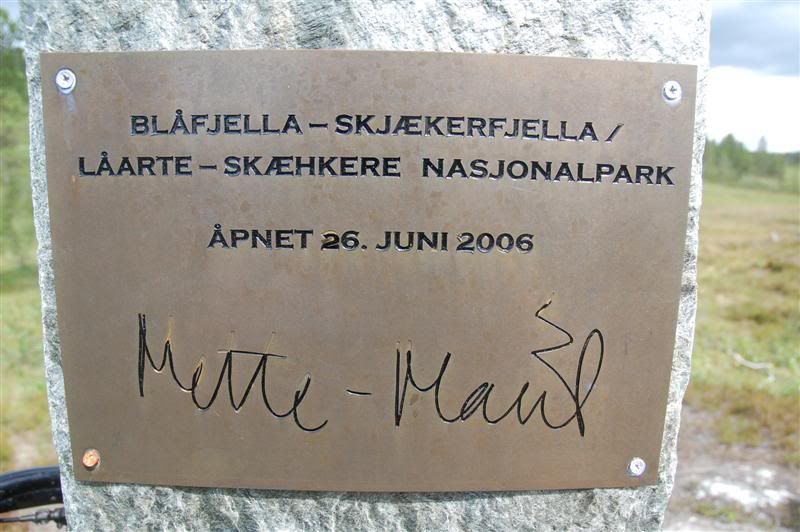 BLÅFJELLA – SKJÆKERFJELLA /
LÅARTE – SKÆHKERE NASJONALPARK
ÅPNET 26. JUNI 2006
Mette-Marit